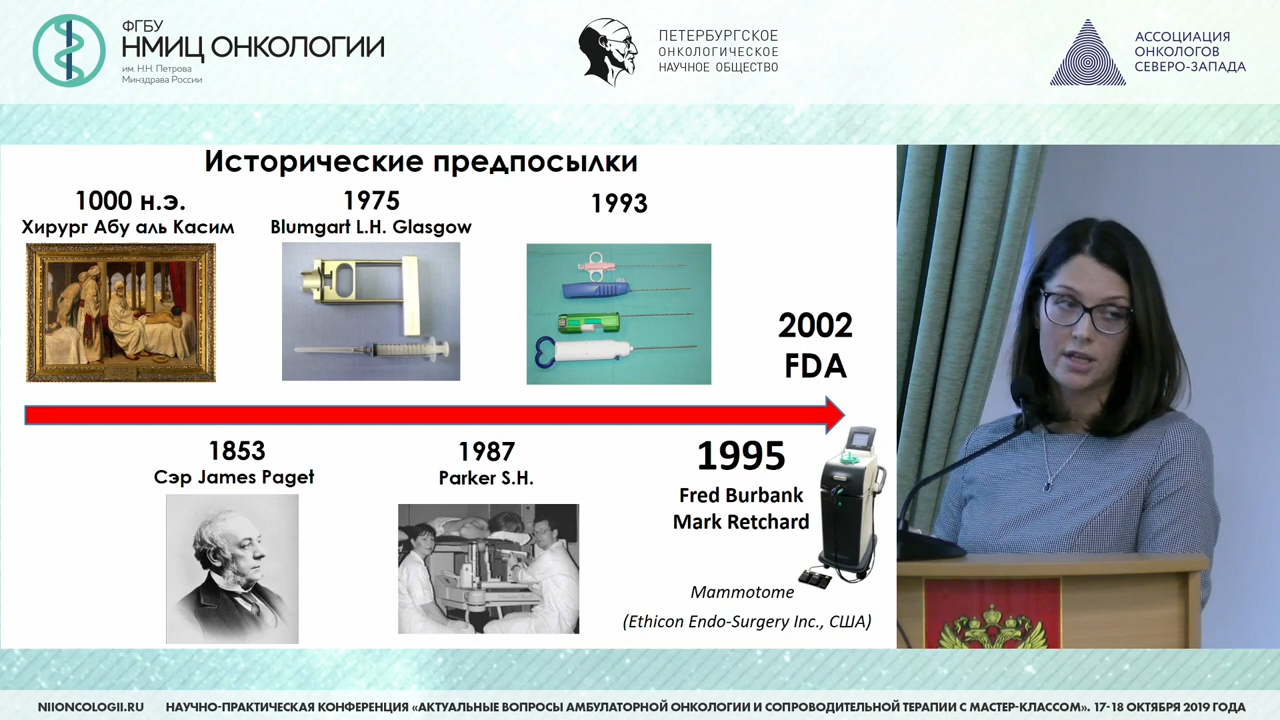 ФГБУ
НМИЦ ОНКОЛОГИИ
им. Н.Н. Петрова
Минздрава России
ПЕТЕРБУРГСКОЕ
ОНКОЛОГИЧЕСКОЕ
НАУЧНОЕ ОБЩЕСТВО
АССОЦИАЦИЯ
ОНКОЛОГОВ
СЕВЕРО-ЗАПАДА
Исторические предпосылки
1000 н.э.
Хирург Абу аль Касим
1975
Blumgart L.H. Glasgow
1993
2002
FDA
1853
Сэр James Paget
1987
Parker S.H.
1995
Fred Burbank
Mark Retchard
Mammotome
(Ethicon Endo-Surgery Inc., США)
NIIONCOLOGII.RU НАУЧНО-ПРАКТИЧЕСКАЯ КОНФЕРЕНЦИЯ «АКТУАЛЬНЫЕ ВОПРОСЫ АМБУЛАТОРНОЙ ОНКОЛОГИИ И СОПРОВОДИТЕЛЬНОЙ ТЕРАПИИ С МАСТЕР-КЛАССОМ». 17-18 ОКТЯБРЯ 2019 ГОДА